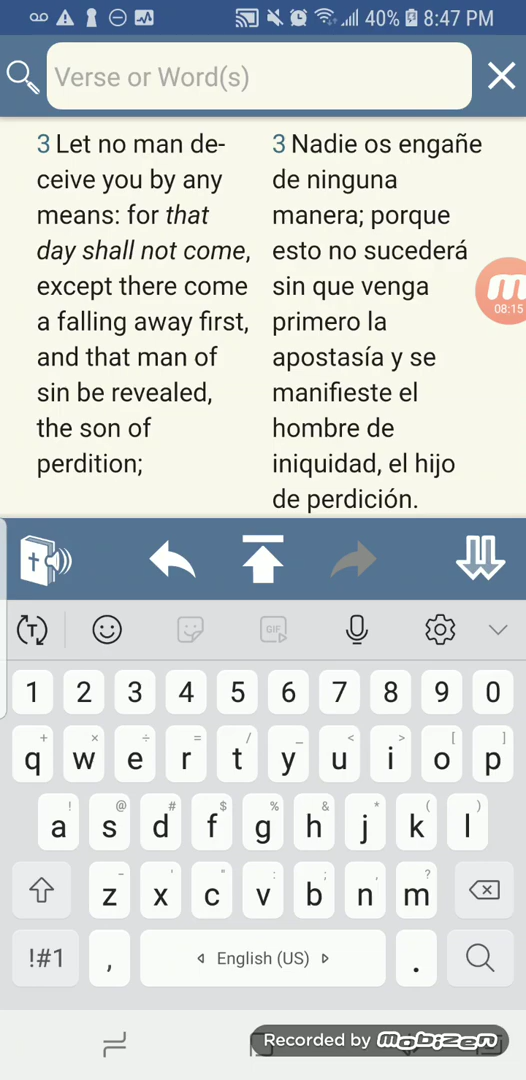 40% 8:47 PM
Verse or Word(s)
3 Let no man de-
ceive you by any
means: for that
day shall not come,
except there come
a falling away first,
and that man of
sin be revealed,
the son of
perdition;
3 Nadie os engañe
de ninguna
manera; porque
esto no sucederá
sin que venga
primero la
apostasía y se
manifieste el
hombre de
iniquidad, el hijo
de perdición.
m
08:15
T GIF
1 2 3 4 5 6 7 8 9 0
+ × ÷ = / _ < > [ ]
q w e r t y u i o p
! @ # $ % & * ( )
a s d f g h j k l
- ' " : ; , ?
z x c v b n m
!#1 , English (US) .
Recorded by mobizen